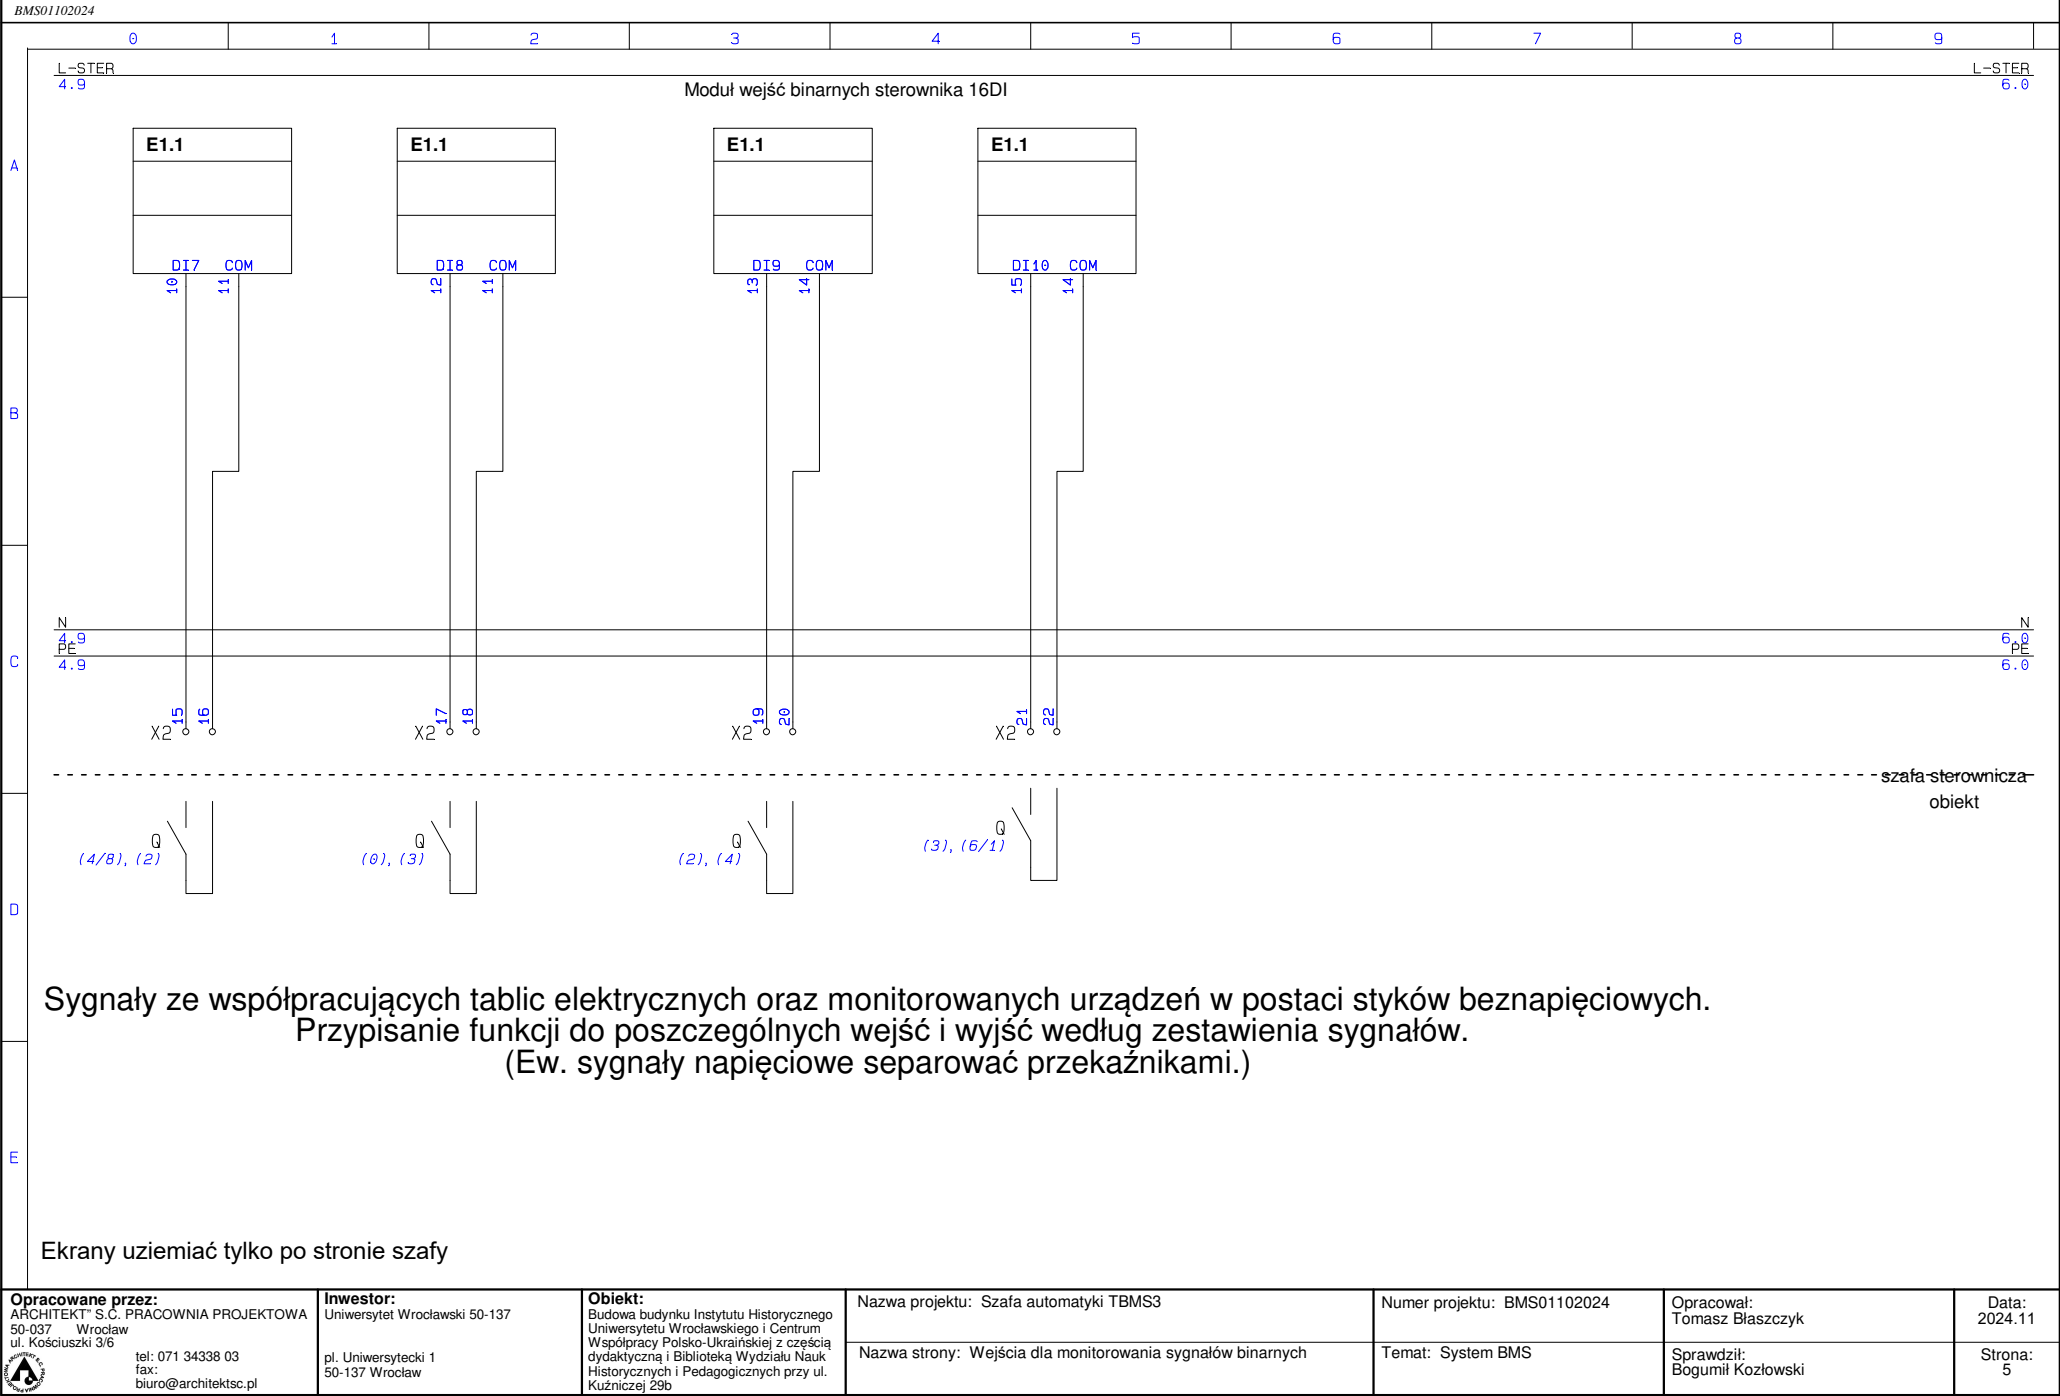 BMS01102024
0 1 2 3 4 5 6 7 8 9
L-STER L-STER
4.9 6.0
Moduł wejść binarnych sterownika 16DI
E1.1 E1.1 E1.1 E1.1
A
DI7 COM DI8 COM DI9 COM DI10 COM
10 11 12 11 13 14 15 14
B
N N
4.9 6.0
PE PE
4.9 6.0
C
15 16 17 18 19 20 21 22
X2 X2 X2 X2
szafa sterownicza
obiekt
Q Q Q Q
(4/8), (2) (0), (3) (2), (4) (3), (6/1)
D
Sygnały ze współpracujących tablic elektrycznych oraz monitorowanych urządzeń w postaci styków beznapięciowych.
Przypisanie funkcji do poszczególnych wejść i wyjść według zestawienia sygnałów.
(Ew. sygnały napięciowe separować przekaźnikami.)
E
Ekrany uziemiać tylko po stronie szafy
Opracowane przez:
ARCHITEKT" S.C. PRACOWNIA PROJEKTOWA
50-037 Wrocław
ul. Kościuszki 3/6
tel: 071 34338 03
fax:
biuro@architektsc.pl
Inwestor:
Uniwersytet Wrocławski 50-137
pl. Uniwersytecki 1
50-137 Wrocław
Obiekt:
Budowa budynku Instytutu Historycznego
Uniwersytetu Wrocławskiego i Centrum
Współpracy Polsko-Ukraińskiej z częścią
dydaktyczną i Biblioteką Wydziału Nauk
Historycznych i Pedagogicznych przy ul.
Kuźniczej 29b
Nazwa projektu: Szafa automatyki TBMS3
Nazwa strony: Wejścia dla monitorowania sygnałów binarnych
Numer projektu: BMS01102024
Temat: System BMS
Opracował:
Tomasz Błaszczyk
Sprawdził:
Bogumił Kozłowski
Data:
2024.11
Strona:
5